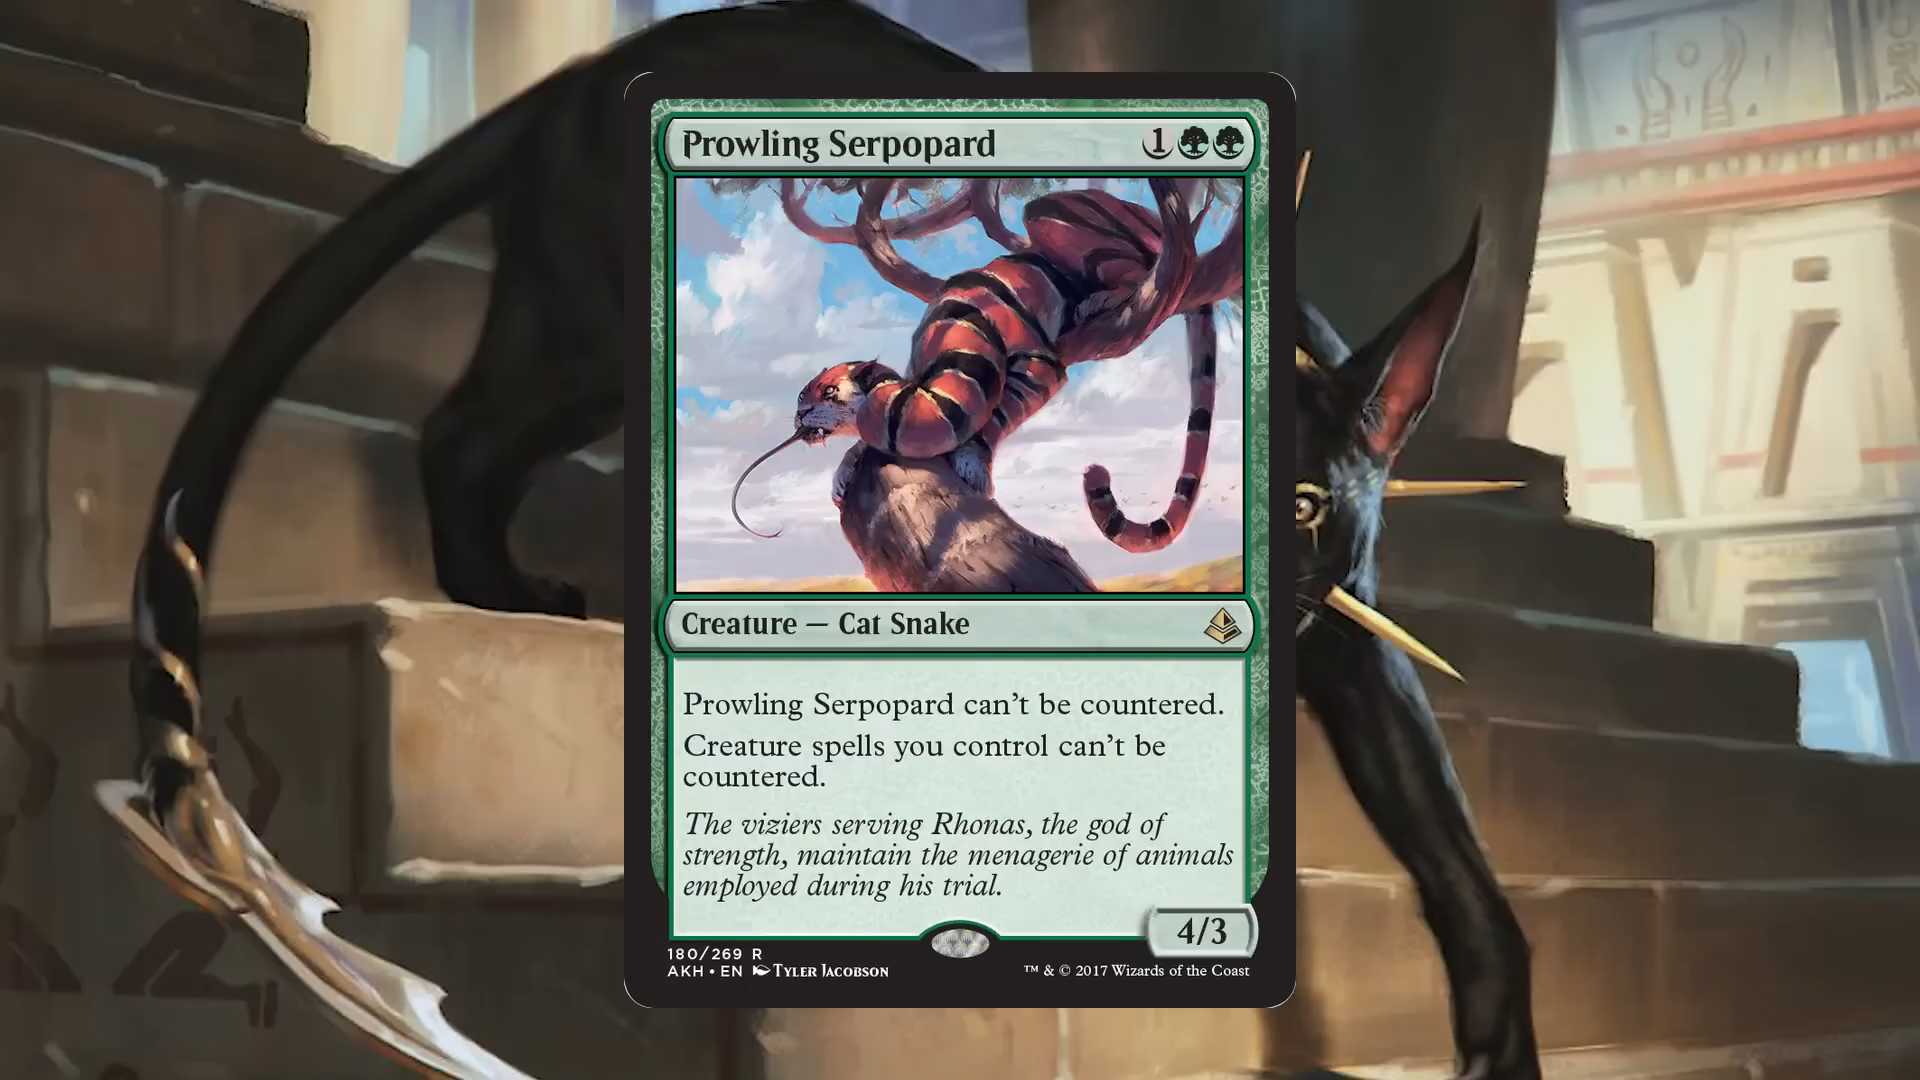 Prowling Serpopard 1
Creature — Cat Snake
Prowling Serpopard can't be countered.
Creature spells you control can't be
countered.
The viziers serving Rhonas, the god of
strength, maintain the menagerie of animals
employed during his trial.
4/3
180/269 R
AKH • EN Tyler Jacobson
™ & © 2017 Wizards of the Coast